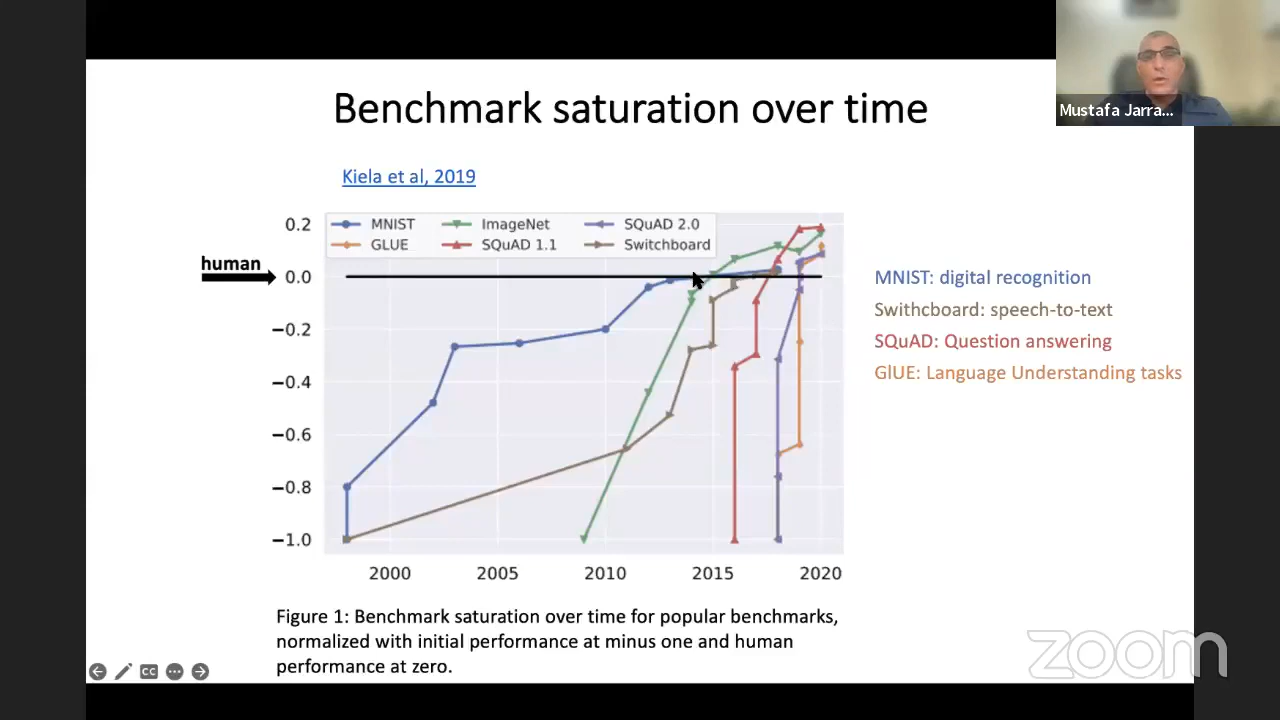 Benchmark saturation over time
Mustafa Jarra...
Kiela et al, 2019
0.2
0.0
−0.2
−0.4
−0.6
−0.8
−1.0
MNIST
ImageNet
SQuAD 2.0
GLUE
SQuAD 1.1
Switchboard
human
MNIST: digital recognition
Swithcboard: speech-to-text
SQuAD: Question answering
GlUE: Language Understanding tasks
2000
2005
2010
2015
2020
Figure 1: Benchmark saturation over time for popular benchmarks,
normalized with initial performance at minus one and human
performance at zero.
CC
zoom